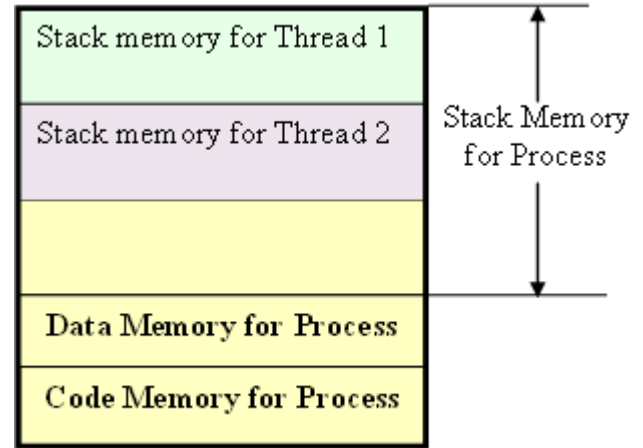 Stack memory for Thread 1
Stack memory for Thread 2
Stack Memory
for Process
Data Memory for Process
Code Memory for Process